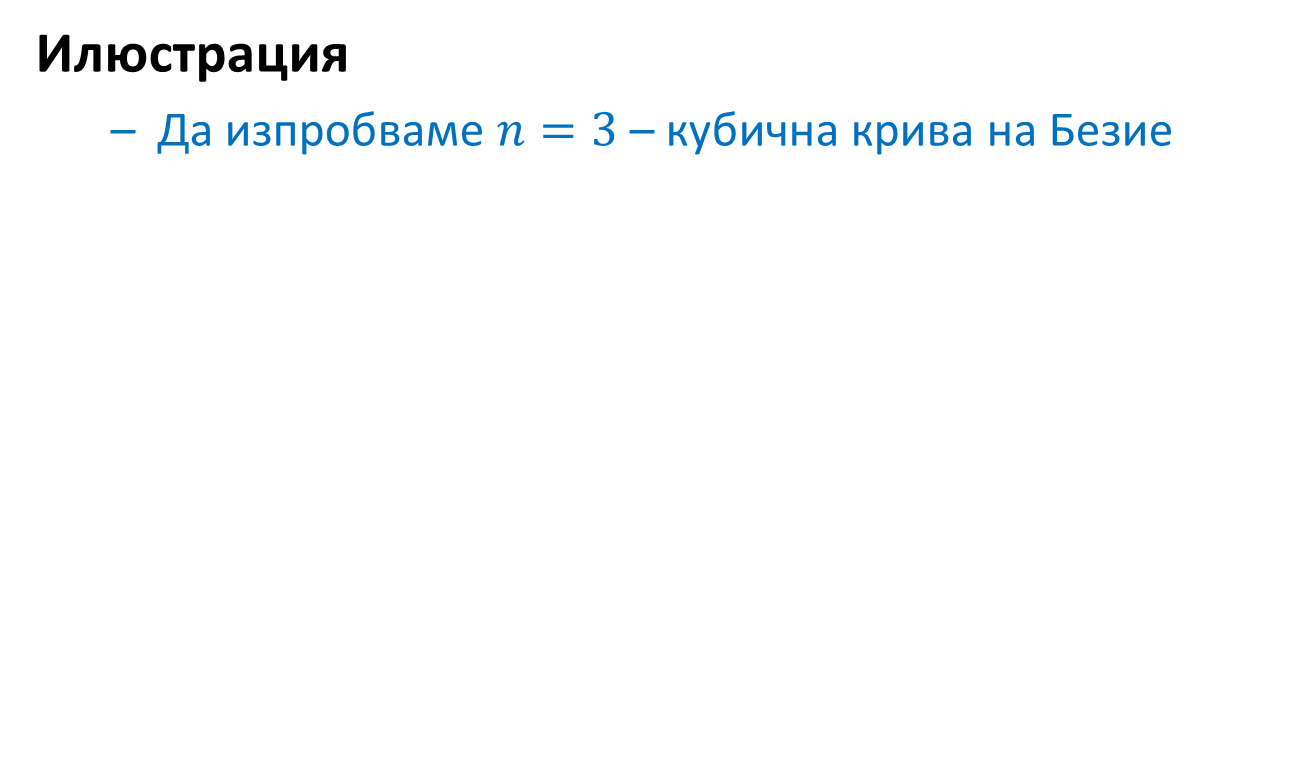 Илюстрация
– Да изпробваме n = 3 – кубична крива на Безие